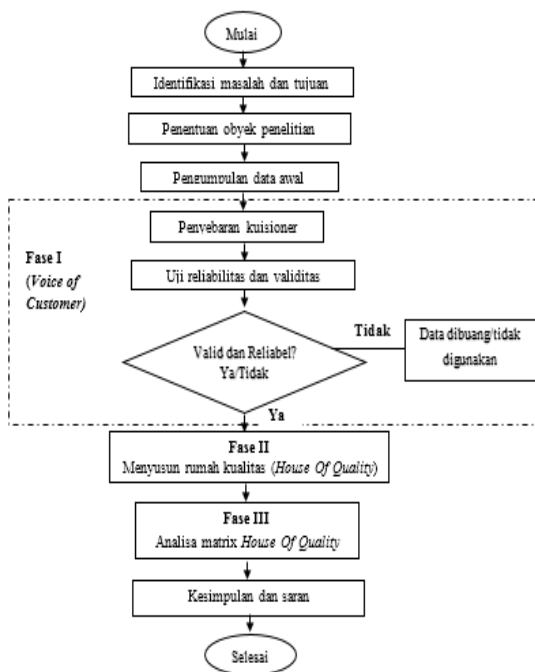 Mulai
Identifikasi masalah dan tujuan
Penentuan obyek penelitian
Pengumpulan data awal
Penyebaran kuisioner
Fase I
(Voice of
Customer)
Uji reliabilitas dan validitas
Valid dan Reliabel?
Ya/Tidak
Tidak
Data dibuang/tidak
digunakan
Ya
Fase II
Menyusun rumah kualitas (House Of Quality)
Fase III
Analisa matrix House Of Quality
Kesimpulan dan saran
Selesai